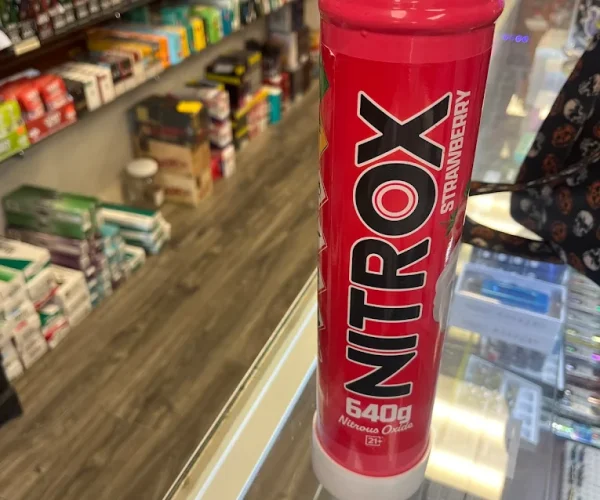 NITROX
STRAWBERRY
640g
Nitrous Oxide
21+